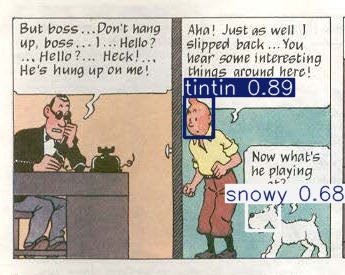 But boss...Don't hang
up, boss...I...Hello?
... Hello?... Heck!...
He's hung up on me!
Aha! Just as well I
slipped back...You
hear some interesting
things around here!
tintin 0.89
Now what's
he playing
at?
snowy 0.68